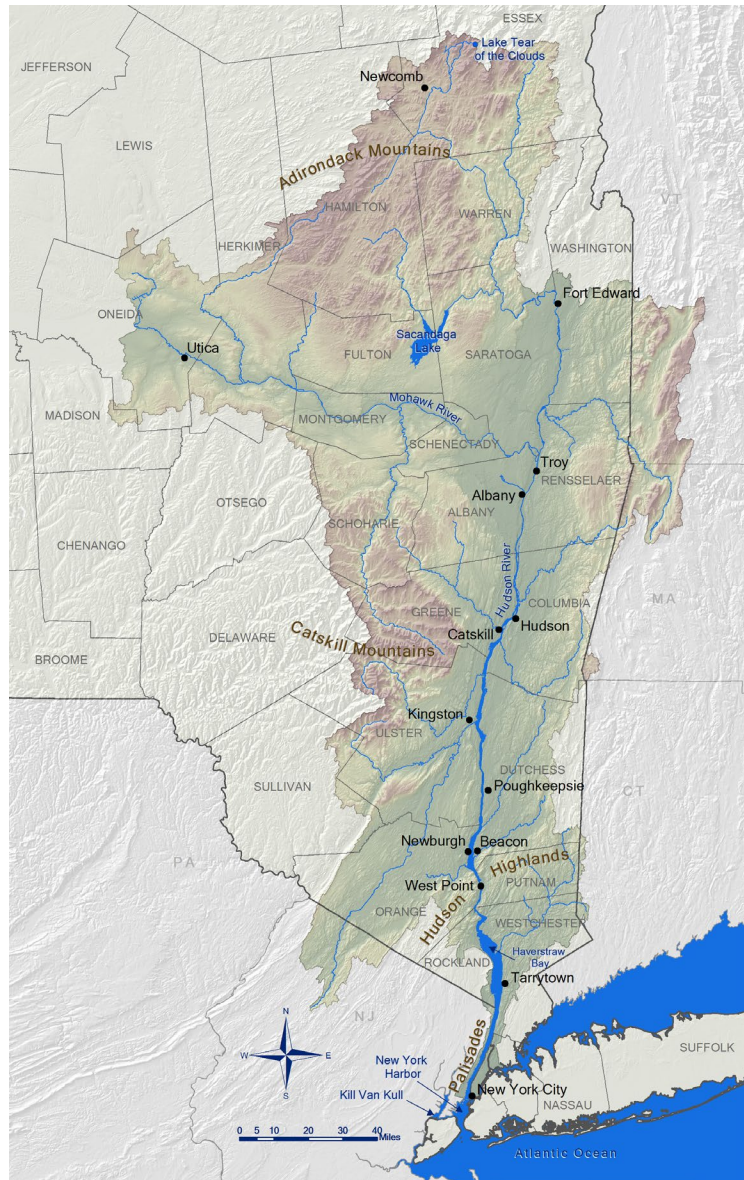 ESSEX
Lake Tear
of the Clouds
JEFFERSON
Newcomb
LEWIS
Adirondack Mountains
VT
HAMILTON
WARREN
HERKIMER
WASHINGTON
Fort Edward
ONEIDA
Sacandaga
Lake
Utica
FULTON
SARATOGA
Mohawk River
MADISON
MONTGOMERY
SCHENECTADY
Troy
RENSSELAER
Albany
OTSEGO
ALBANY
SCHOHARIE
CHENANGO
Hudson River
MA
COLUMBIA
GREENE
Hudson
Catskill
DELAWARE
Catskill Mountains
BROOME
Kingston
ULSTER
DUTCHESS
SULLIVAN
Poughkeepsie
CT
Newburgh
Beacon
PA
Hudson Highlands
West Point
PUTNAM
ORANGE
WESTCHESTER
Haverstraw
Bay
ROCKLAND
Tarrytown
NJ
N
W
E
S
Palisades
SUFFOLK
New York
Harbor
Kill Van Kull
New York City
NASSAU
0 5 10 20 30 40
Miles
Atlantic Ocean